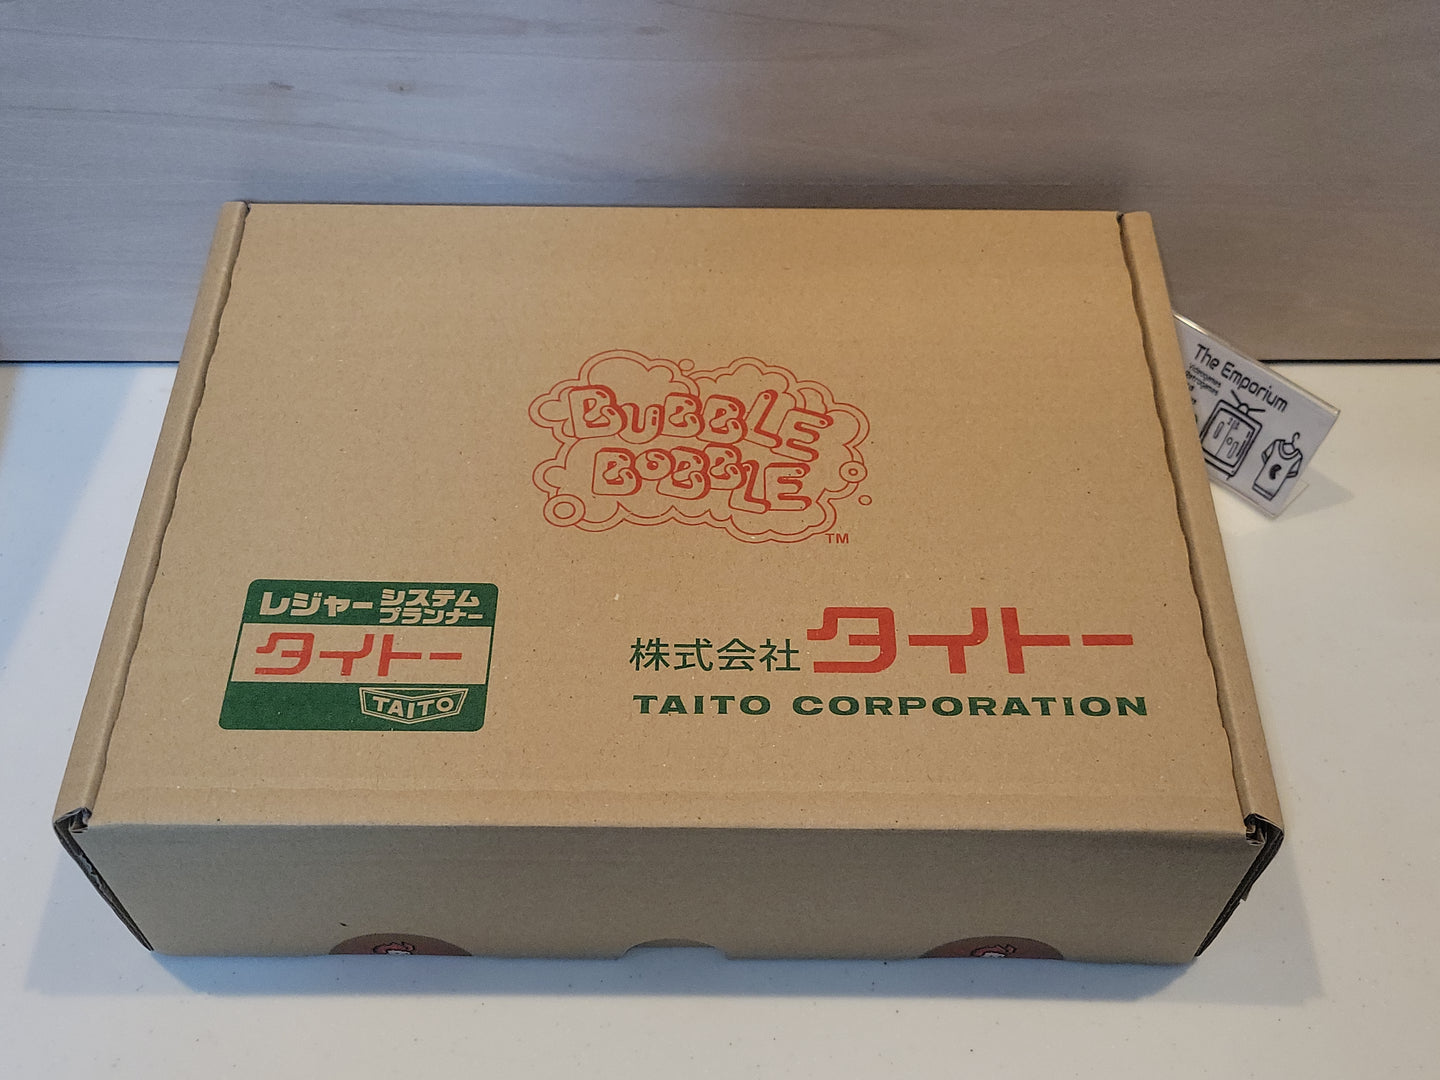 BUBBLE
BOBBLE
TM
レジャー システム
プランナー
タイトー
TAITO
株式会社 タイトー
TAITO CORPORATION
The Emporium